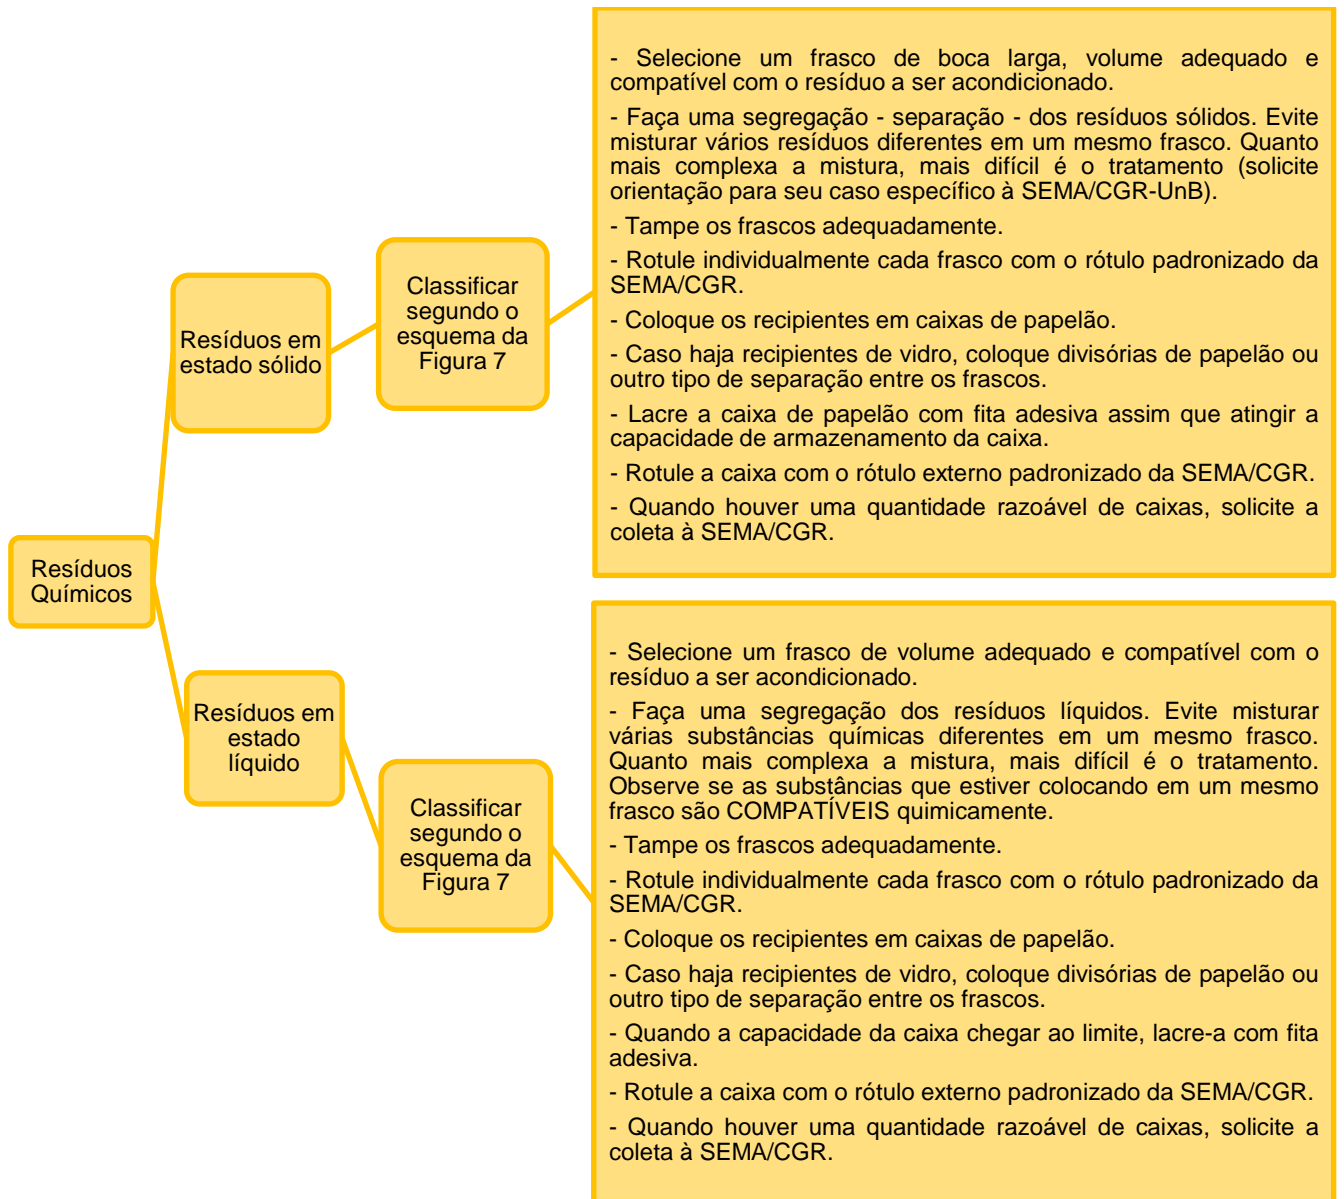 Resíduos
Químicos
Resíduos em
estado sólido
Classificar
segundo o
esquema da
Figura 7
- Selecione um frasco de boca larga, volume adequado e
compatível com o resíduo a ser acondicionado.
- Faça uma segregação - separação - dos resíduos sólidos. Evite
misturar vários resíduos diferentes em um mesmo frasco. Quanto
mais complexa a mistura, mais difícil é o tratamento (solicite
orientação para seu caso específico à SEMA/CGR-UnB).
- Tampe os frascos adequadamente.
- Rotule individualmente cada frasco com o rótulo padronizado da
SEMA/CGR.
- Coloque os recipientes em caixas de papelão.
- Caso haja recipientes de vidro, coloque divisórias de papelão ou
outro tipo de separação entre os frascos.
- Lacre a caixa de papelão com fita adesiva assim que atingir a
capacidade de armazenamento da caixa.
- Rotule a caixa com o rótulo externo padronizado da SEMA/CGR.
- Quando houver uma quantidade razoável de caixas, solicite a
coleta à SEMA/CGR.
Resíduos em
estado
líquido
Classificar
segundo o
esquema da
Figura 7
- Selecione um frasco de volume adequado e compatível com o
resíduo a ser acondicionado.
- Faça uma segregação dos resíduos líquidos. Evite misturar
várias substâncias químicas diferentes em um mesmo frasco.
Quanto mais complexa a mistura, mais difícil é o tratamento.
Observe se as substâncias que estiver colocando em um mesmo
frasco são COMPATÍVEIS quimicamente.
- Tampe os frascos adequadamente.
- Rotule individualmente cada frasco com o rótulo padronizado da
SEMA/CGR.
- Coloque os recipientes em caixas de papelão.
- Caso haja recipientes de vidro, coloque divisórias de papelão ou
outro tipo de separação entre os frascos.
- Quando a capacidade da caixa chegar ao limite, lacre-a com fita
adesiva.
- Rotule a caixa com o rótulo externo padronizado da SEMA/CGR.
- Quando houver uma quantidade razoável de caixas, solicite a
coleta à SEMA/CGR.